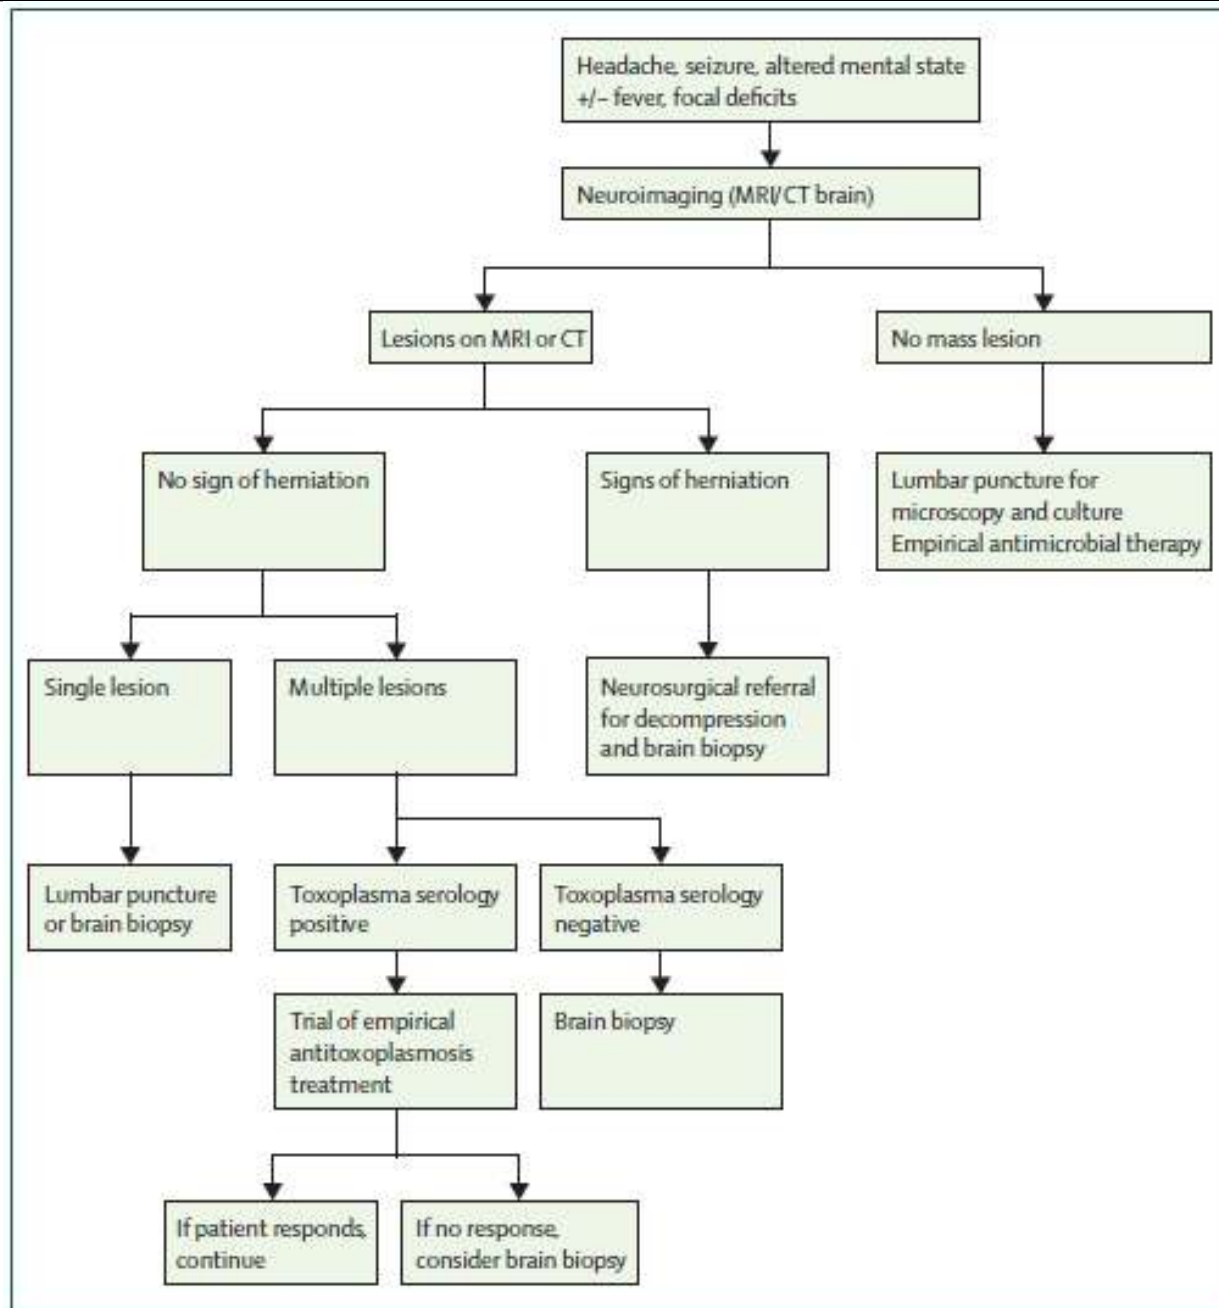 Headache, seizure, altered mental state
+/– fever, focal deficits
Neuroimaging (MRI/CT brain)
Lesions on MRI or CT
No mass lesion
No sign of herniation
Signs of herniation
Lumbar puncture for
microscopy and culture
Empirical antimicrobial therapy
Single lesion
Multiple lesions
Neurosurgical referral
for decompression
and brain biopsy
Lumbar puncture
or brain biopsy
Toxoplasma serology
positive
Toxoplasma serology
negative
Trial of empirical
antitoxoplasmosis
treatment
Brain biopsy
If patient responds,
continue
If no response,
consider brain biopsy